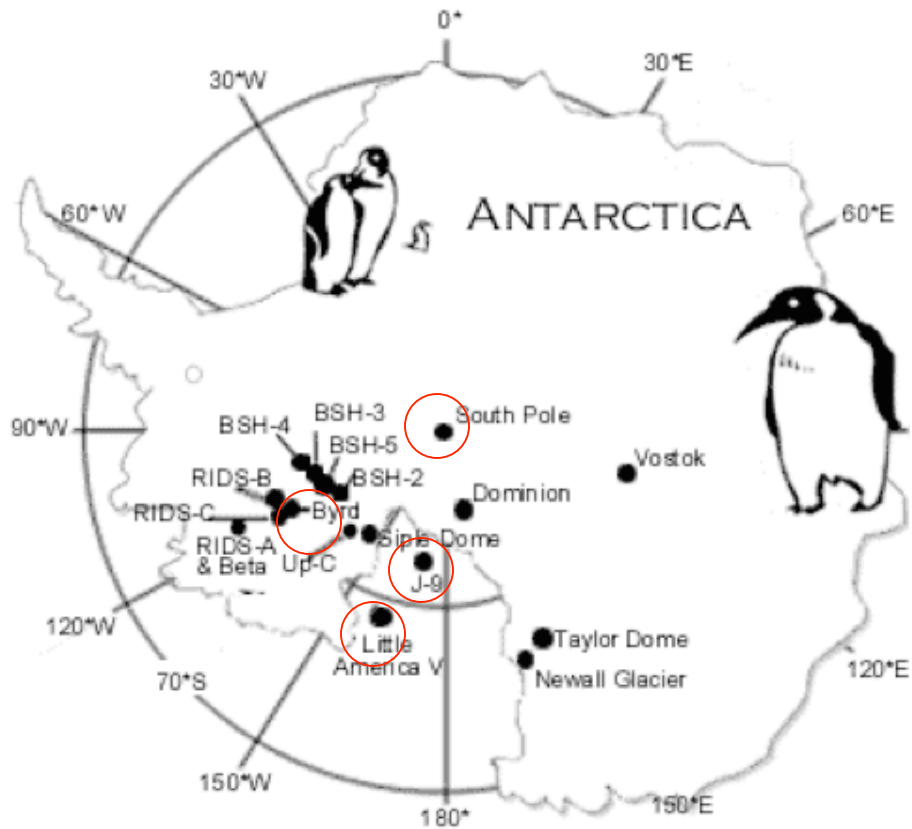 0*
30*W
30*E
60*W
ANTARCTICA
60*E
BSH-3
South Pole
BSH-4
90*W
BSH-5
Vostok
RIDS-B
BSH-2
Dominion
RIDS-C
Byrd
Siple Dome
RIDS-A
& Beta
Up-C
J-9
120*W
Little
America V
Taylor Dome
120*E
70*S
Newall Glacier
150*W
150*E
180*